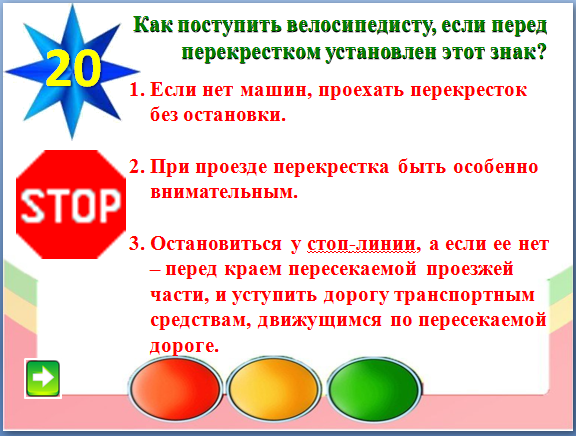 20
Как поступить велосипедисту, если перед
перекрестком установлен этот знак?
1. Если нет машин, проехать перекресток
без остановки.
2. При проезде перекрестка быть особенно
внимательным.
STOP
3. Остановиться у стоп-линии, а если ее нет
– перед краем пересекаемой проезжей
части, и уступить дорогу транспортным
средствам, движущимся по пересекаемой
дороге.